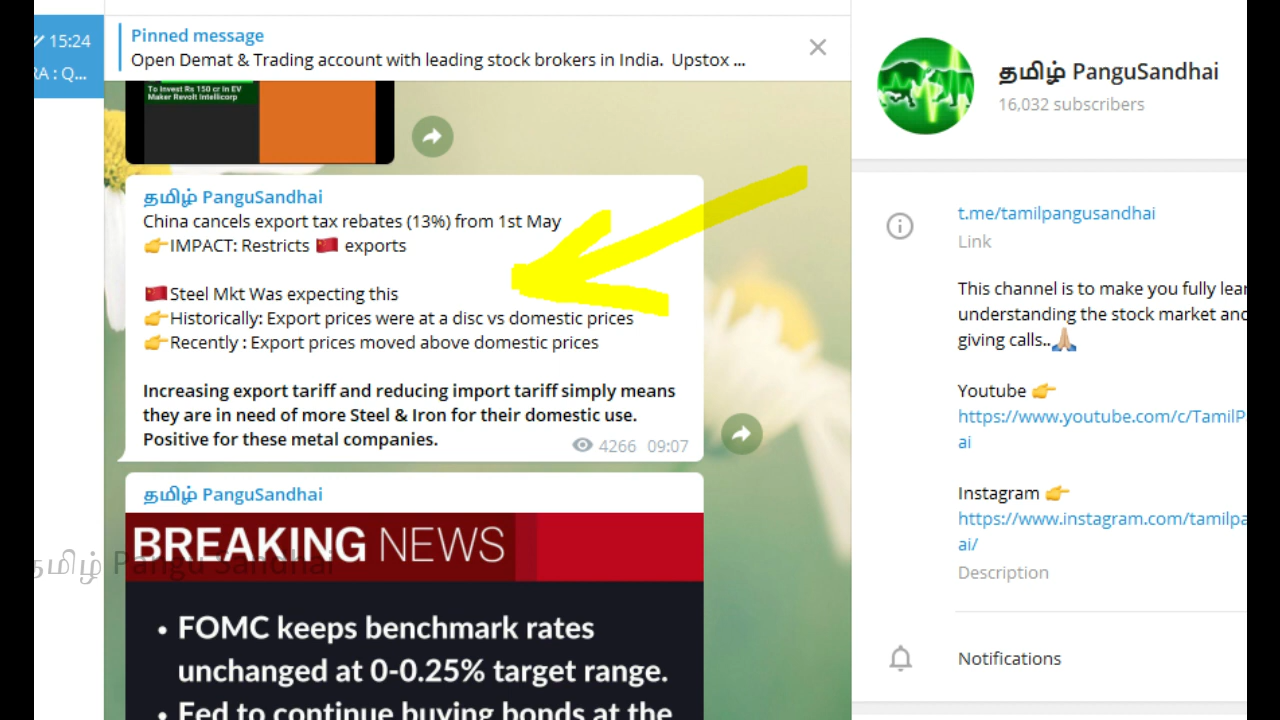 15:24
RA : Q...
Pinned message
Open Demat & Trading account with leading stock brokers in India. Upstox ...
To Invest Rs 150 cr in EV
Maker Revolt Intellicorp
தமிழ் PanguSandhai
China cancels export tax rebates (13%) from 1st May
👉IMPACT: Restricts 🇨🇳 exports
🇨🇳Steel Mkt Was expecting this
👉Historically: Export prices were at a disc vs domestic prices
👉Recently : Export prices moved above domestic prices
Increasing export tariff and reducing import tariff simply means
they are in need of more Steel & Iron for their domestic use.
Positive for these metal companies.
4266 09:07
தமிழ் PanguSandhai
BREAKING NEWS
தமிழ் Pangu Sandhai
• FOMC keeps benchmark rates
unchanged at 0-0.25% target range.
• Fed to continue buying bonds at the
தமிழ் PanguSandhai
16,032 subscribers
t.me/tamilpangusandhai
Link
This channel is to make you fully lear
understanding the stock market and
giving calls..🙏🏼
Youtube 👉
https://www.youtube.com/c/TamilP
ai
Instagram 👉
https://www.instagram.com/tamilpa
ai/
Description
Notifications